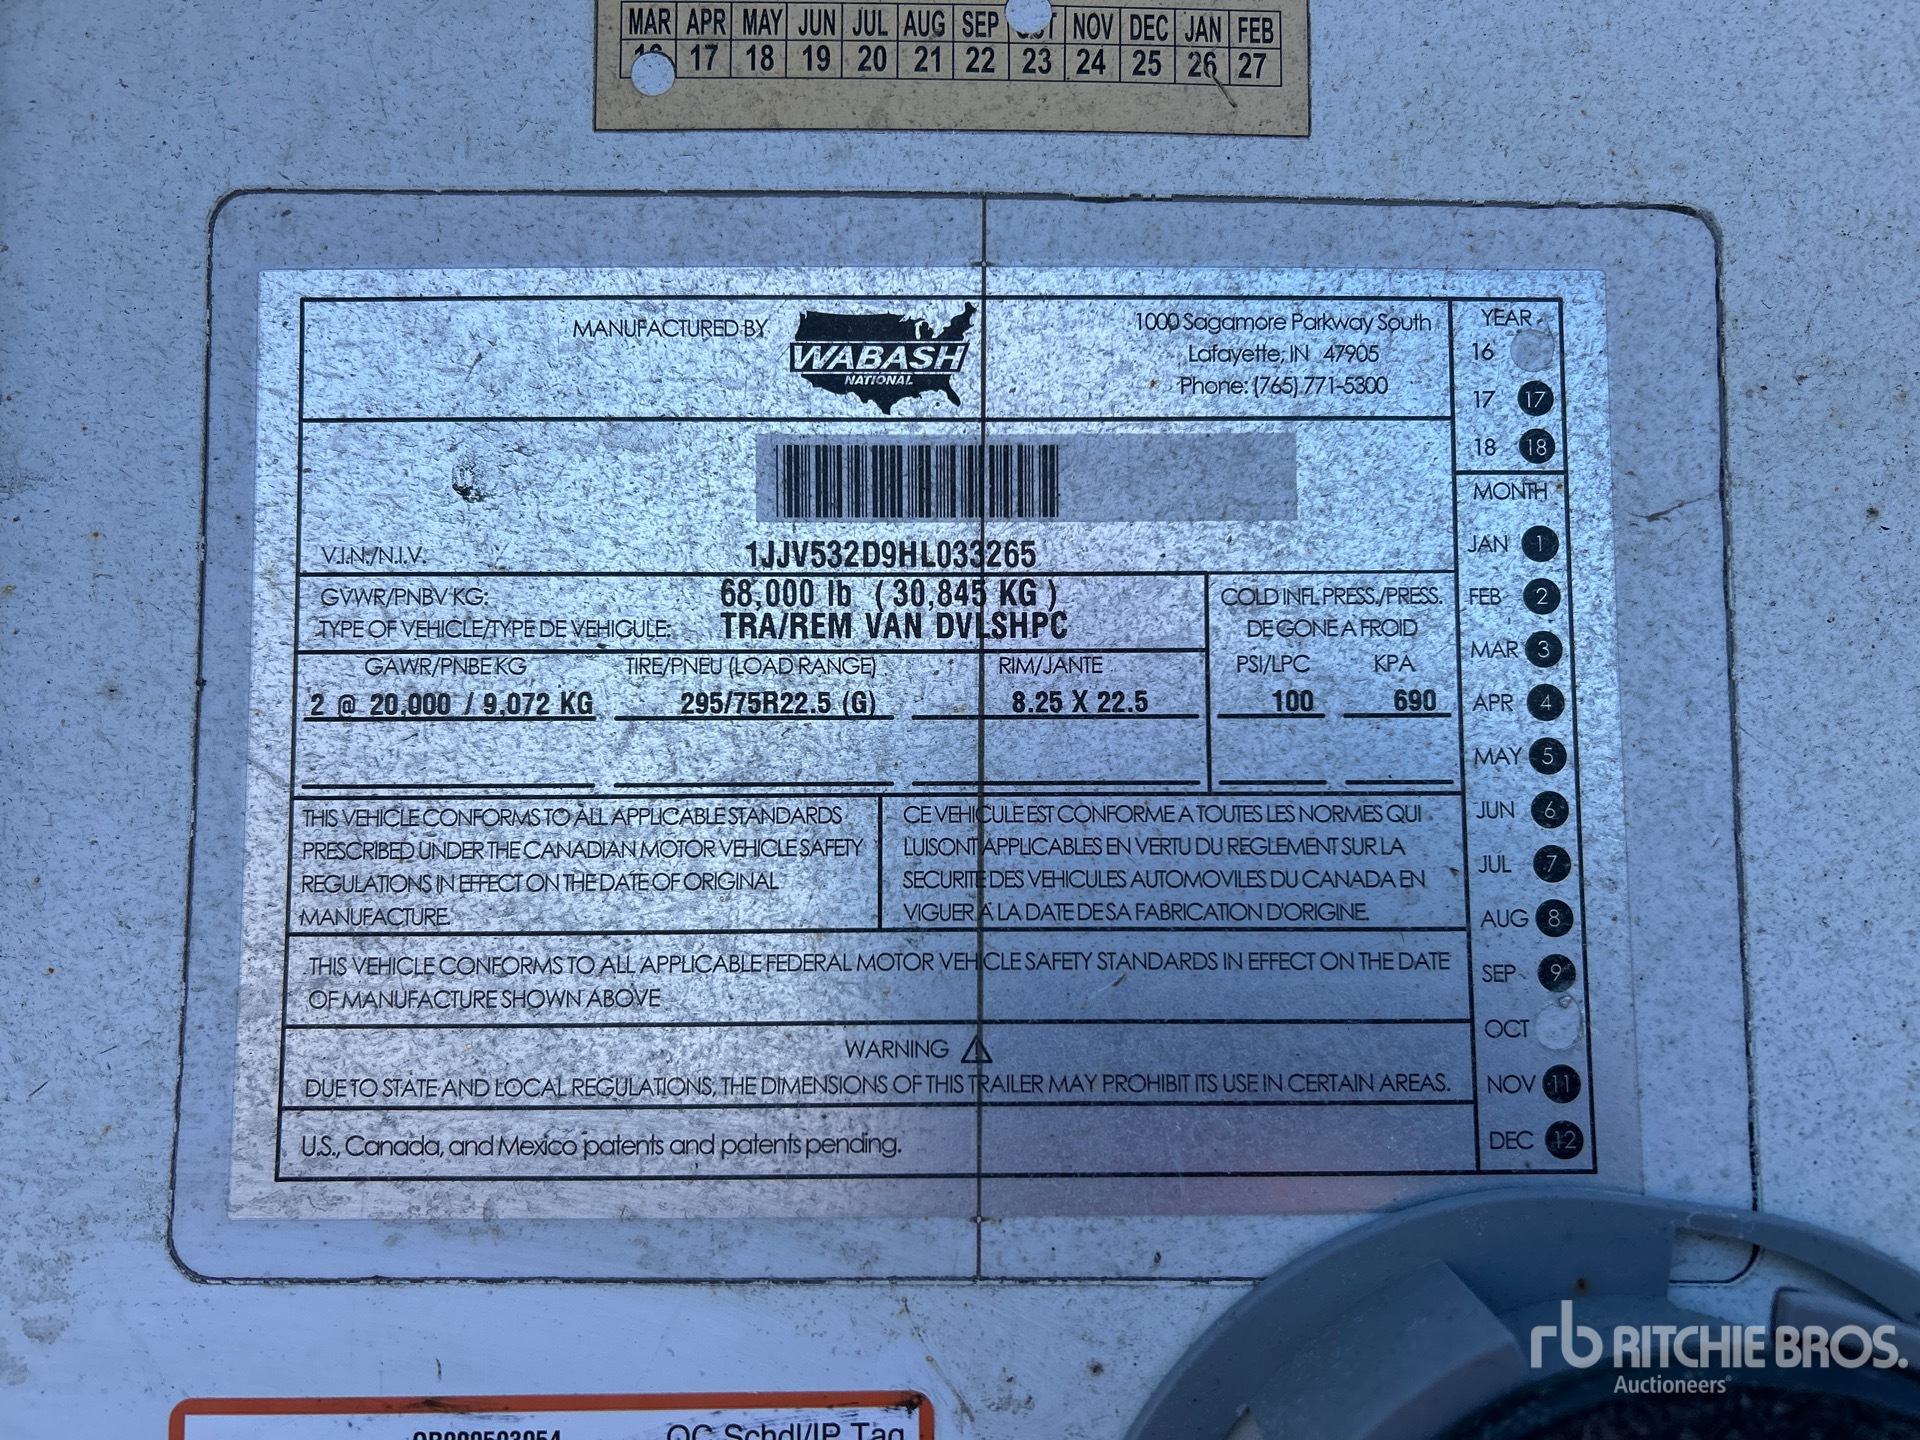 MAR APR MAY JUN JUL AUG SEP OCT NOV DEC JAN FEB
16 17 18 19 20 21 22 23 24 25 26 27
MANUFACTURED BY
WABASH
NATIONAL
1000 Sagamore Parkway South
Lafayette, IN 47905
Phone: (765) 771-5300
YEAR
16
17 17
18 18
V.I.N./N.I.V. 1JJV532D9HL033265
GVWR/PNBV KG: 68,000 lb ( 30,845 KG )
TYPE OF VEHICLE/TYPE DE VEHICULE: TRA/REM VAN DVLSHPC
COLD INFL PRESS./PRESS.
DE GONE A FROID
GAWR/PNBE KG TIRE/PNEU (LOAD RANGE) RIM/JANTE PSI/LPC KPA
2 @ 20,000 / 9,072 KG 295/75R22.5 (G) 8.25 X 22.5 100 690
THIS VEHICLE CONFORMS TO ALL APPLICABLE STANDARDS
PRESCRIBED UNDER THE CANADIAN MOTOR VEHICLE SAFETY
REGULATIONS IN EFFECT ON THE DATE OF ORIGINAL
MANUFACTURE.
CE VEHICULE EST CONFORME A TOUTES LES NORMES QUI
LUISONT APPLICABLES EN VERTU DU REGLEMENT SUR LA
SECURITE DES VEHICULES AUTOMOVILES DU CANADA EN
VIGUER A LA DATE DE SA FABRICATION D'ORIGINE.
THIS VEHICLE CONFORMS TO ALL APPLICABLE FEDERAL MOTOR VEHICLE SAFETY STANDARDS IN EFFECT ON THE DATE
OF MANUFACTURE SHOWN ABOVE
WARNING
DUE TO STATE AND LOCAL REGULATIONS, THE DIMENSIONS OF THIS TRAILER MAY PROHIBIT ITS USE IN CERTAIN AREAS.
U.S., Canada, and Mexico patents and patents pending.
MONTH
JAN 1
FEB 2
MAR 3
APR 4
MAY 5
JUN 6
JUL 7
AUG 8
SEP 9
OCT
NOV 11
DEC 12
QC Schdl/IP Tag
rb RITCHIE BROS.
Auctioneers